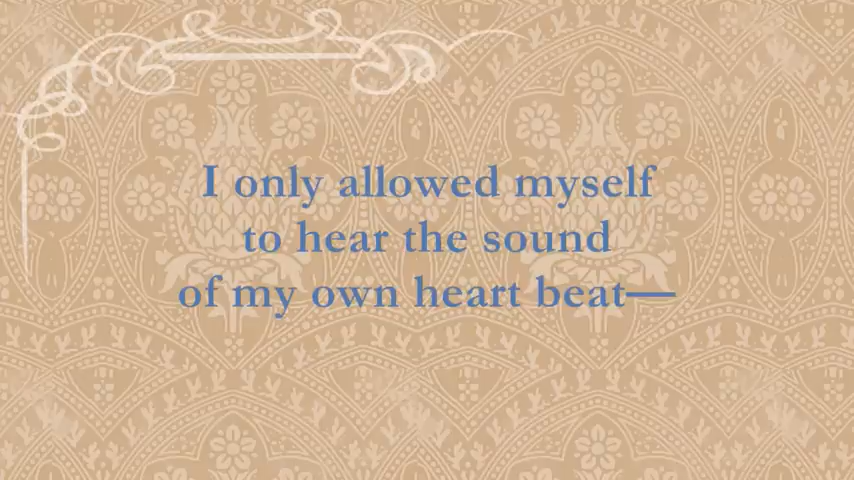 I only allowed myself
to hear the sound
of my own heart beat—